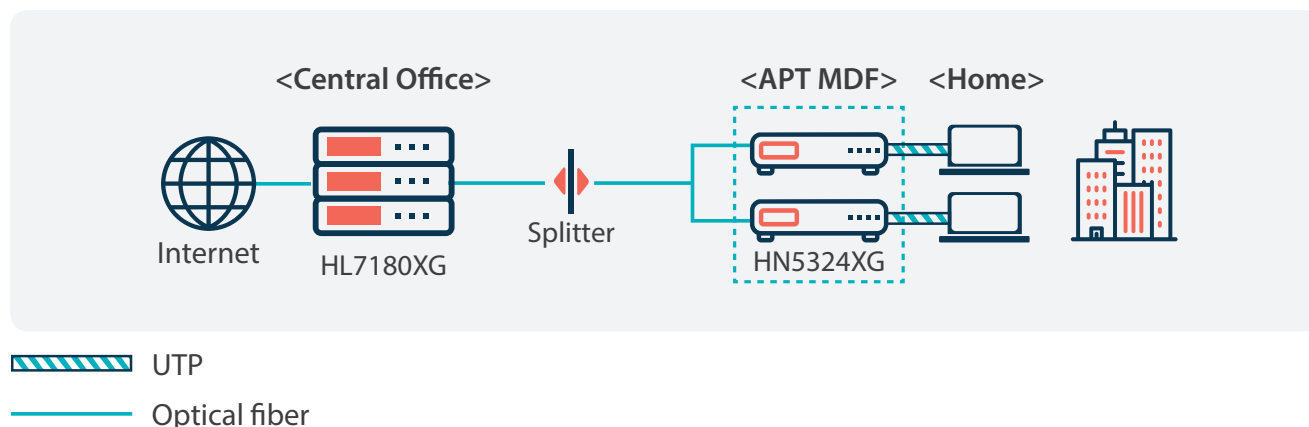 <Central Office>
<APT MDF>
<Home>
Internet
HL7180XG
Splitter
HN5324XG
UTP
Optical fiber